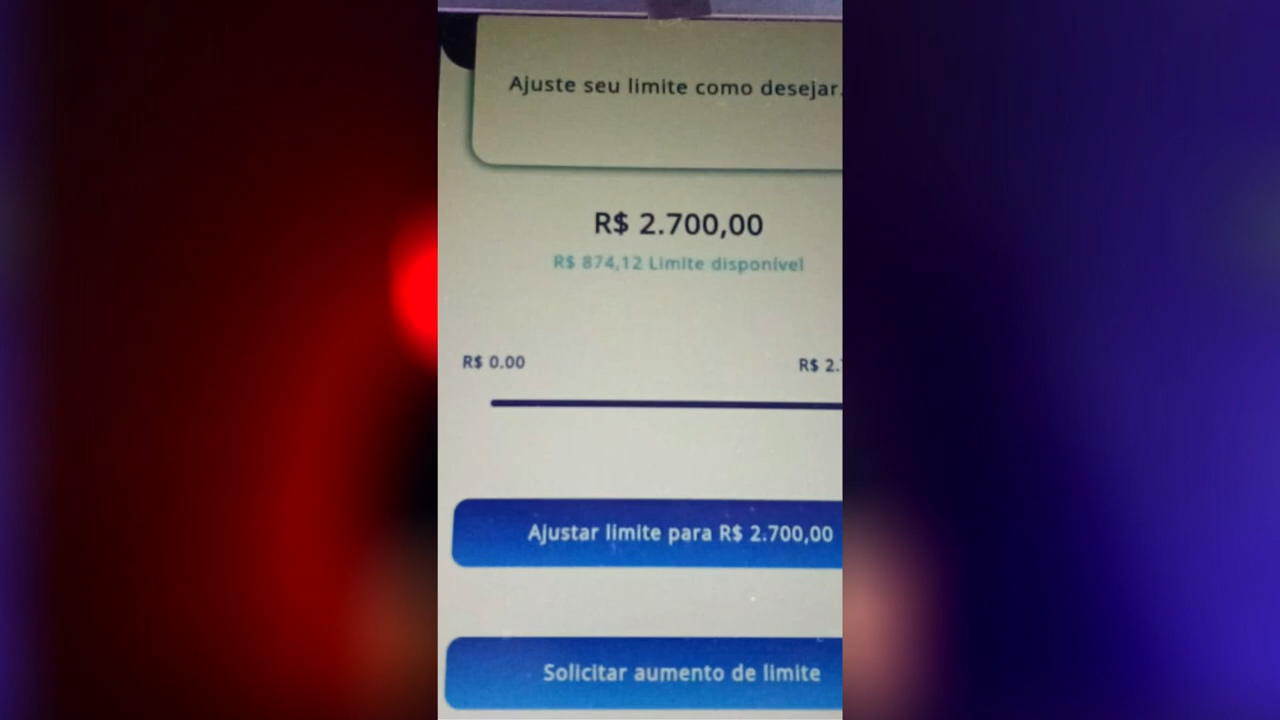 Ajuste seu limite como desejar.
R$ 2.700,00
R$ 874,12 Limite disponível
R$ 0.00
R$ 2.
Ajustar limite para R$ 2.700,00
Solicitar aumento de limite